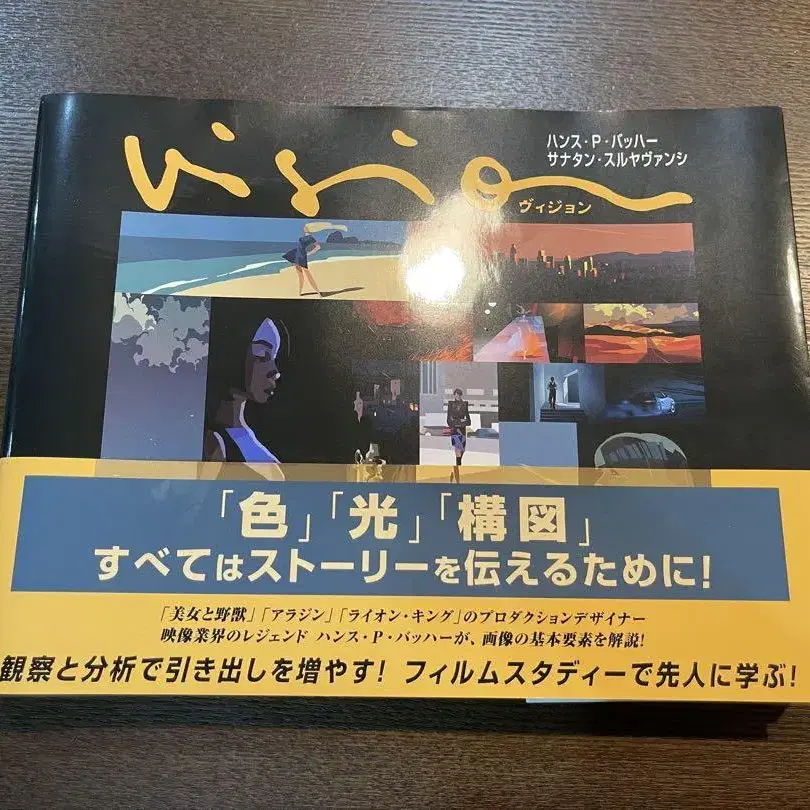 Vision
ハンス・P・バッハー
サナタン・スルヤヴァンシ
ヴィジョン
「色」「光」「構図」
すべてはストーリーを伝えるために!
「美女と野獣」「アラジン」「ライオン・キング」のプロダクションデザイナー
映像業界のレジェンド ハンス・P・バッハーが、画像の基本要素を解説!
観察と分析で引き出しを増やす! フィルムスタディーで先人に学ぶ!